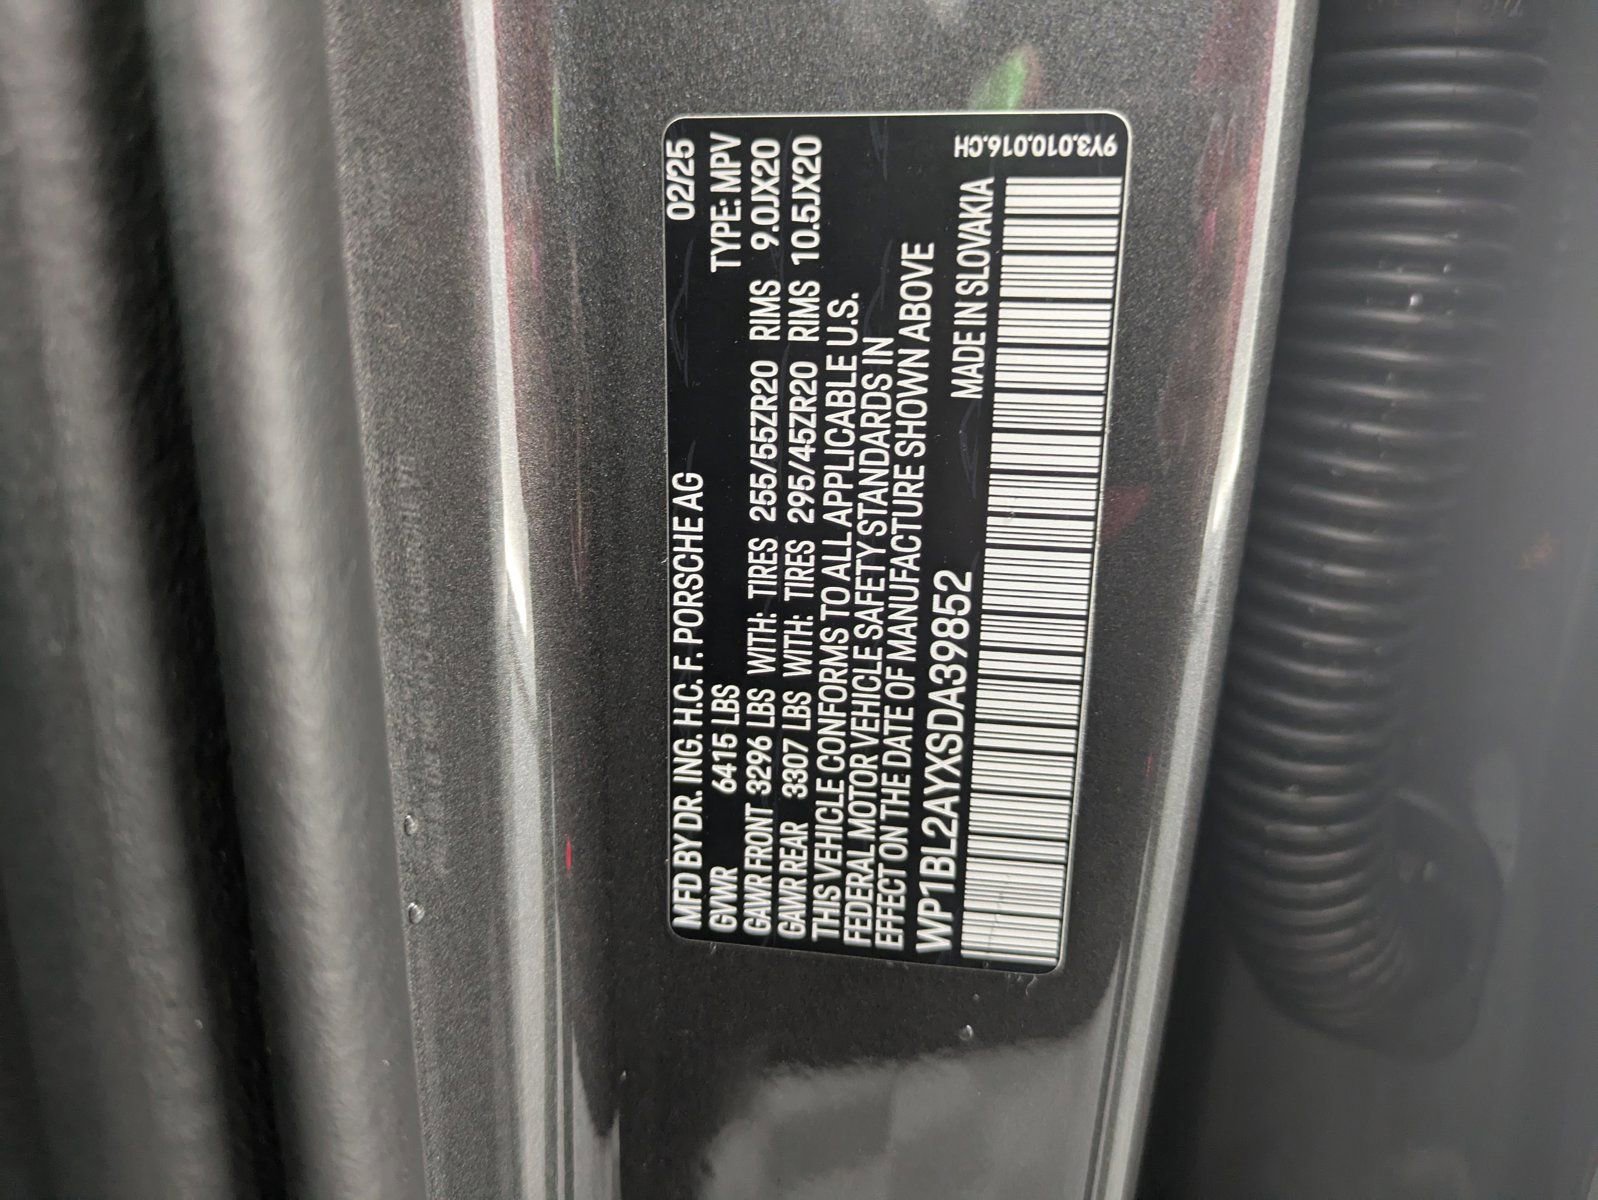 MFD BY DR. ING. H.C. F. PORSCHE AG 02/25
GVWR 6415 LBS TYPE: MPV
GAWR FRONT 3296 LBS WITH: TIRES 255/55ZR20 RIMS 9.0JX20
GAWR REAR 3307 LBS WITH: TIRES 295/45ZR20 RIMS 10.5JX20
THIS VEHICLE CONFORMS TO ALL APPLICABLE U.S.
FEDERAL MOTOR VEHICLE SAFETY STANDARDS IN
EFFECT ON THE DATE OF MANUFACTURE SHOWN ABOVE
WP1BL2AYXSDA39852 MADE IN SLOVAKIA
9Y3.010.016.CH